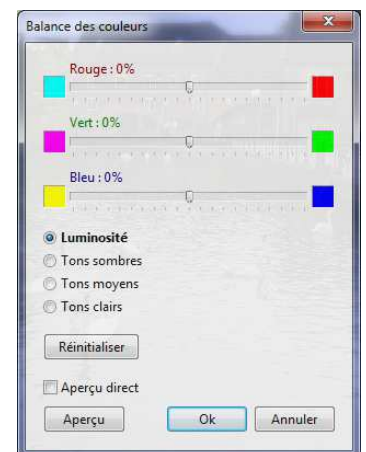 Balance des couleurs
Rouge : 0%
Vert : 0%
Bleu : 0%
Luminosité
Tons sombres
Tons moyens
Tons clairs
Réinitialiser
Aperçu direct
Aperçu
Ok
Annuler